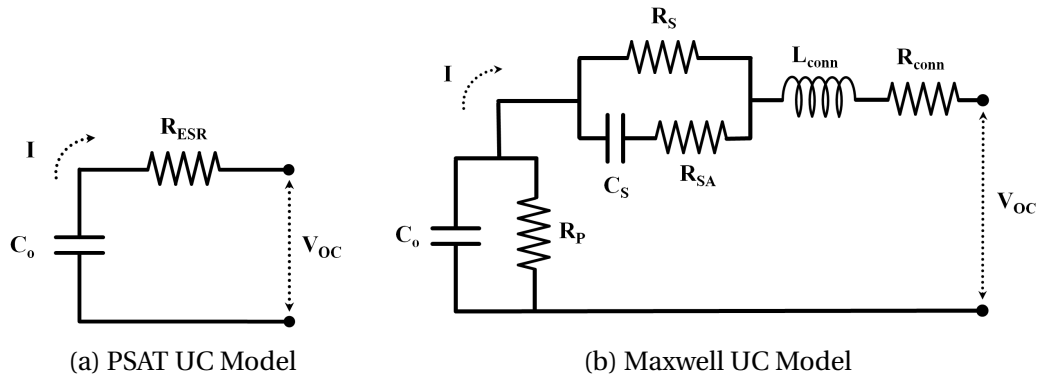 I
R_ESR
C_o
V_OC
(a) PSAT UC Model
I
R_S
L_conn
R_conn
C_S
R_SA
C_o
R_P
V_OC
(b) Maxwell UC Model